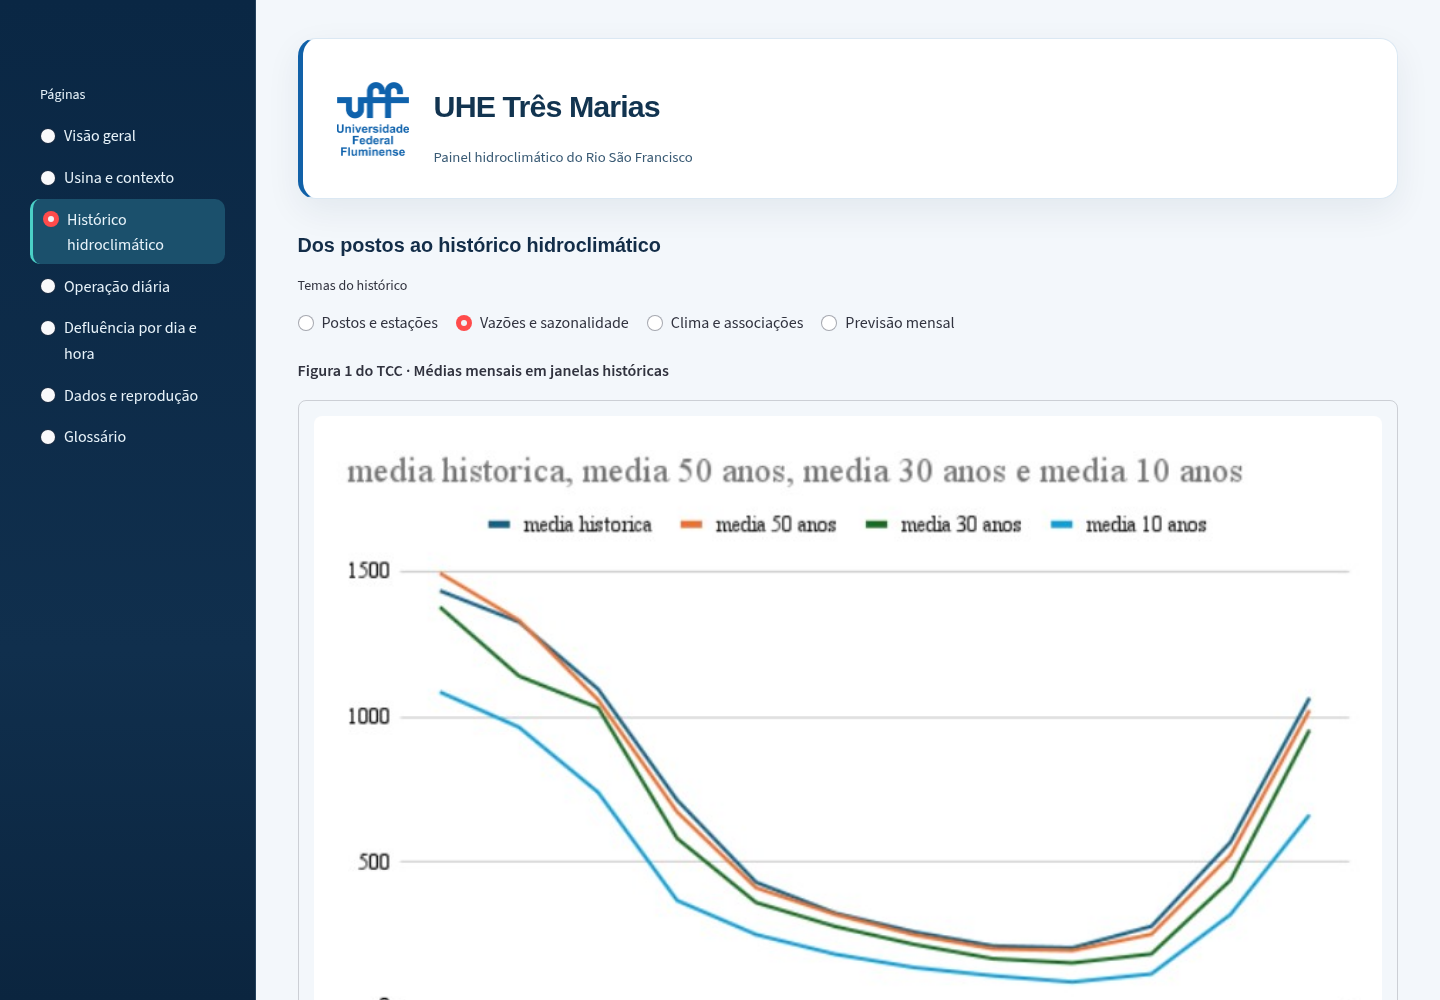 Páginas
Visão geral
Usina e contexto
Histórico
hidroclimático
Operação diária
Defluência por dia e
hora
Dados e reprodução
Glossário
uff
Universidade
Federal
Fluminense
UHE Três Marias
Painel hidroclimático do Rio São Francisco
Dos postos ao histórico hidroclimático
Temas do histórico
Postos e estações Vazões e sazonalidade Clima e associações Previsão mensal
Figura 1 do TCC · Médias mensais em janelas históricas
media historica, media 50 anos, media 30 anos e media 10 anos
media historica media 50 anos media 30 anos media 10 anos
1500
1000
500